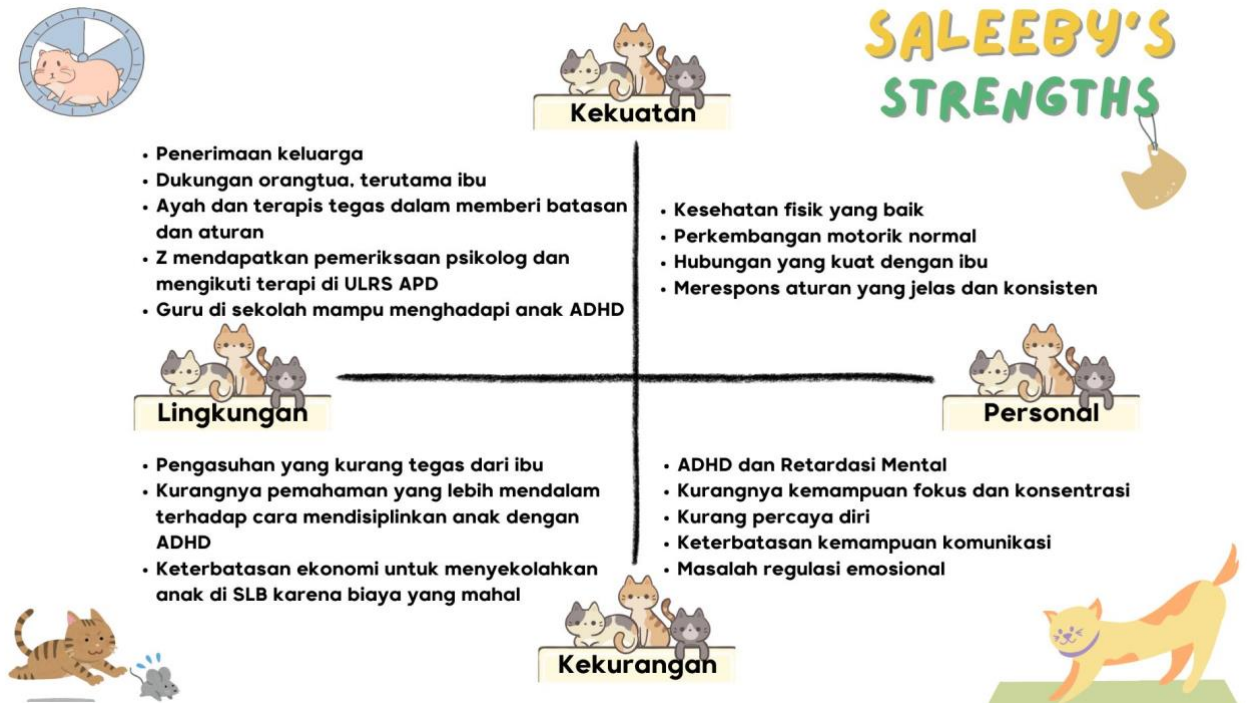 SALEEBY'S
STRENGTHS
Kekuatan
• Penerimaan keluarga
• Dukungan orangtua, terutama ibu
• Ayah dan terapis tegas dalam memberi batasan
dan aturan
• Z mendapatkan pemeriksaan psikolog dan
mengikuti terapi di ULRS APD
• Guru di sekolah mampu menghadapi anak ADHD
• Kesehatan fisik yang baik
• Perkembangan motorik normal
• Hubungan yang kuat dengan ibu
• Merespons aturan yang jelas dan konsisten
Lingkungan
Personal
• Pengasuhan yang kurang tegas dari ibu
• Kurangnya pemahaman yang lebih mendalam
terhadap cara mendisiplinkan anak dengan
ADHD
• Keterbatasan ekonomi untuk menyekolahkan
anak di SLB karena biaya yang mahal
• ADHD dan Retardasi Mental
• Kurangnya kemampuan fokus dan konsentrasi
• Kurang percaya diri
• Keterbatasan kemampuan komunikasi
• Masalah regulasi emosional
Kekurangan